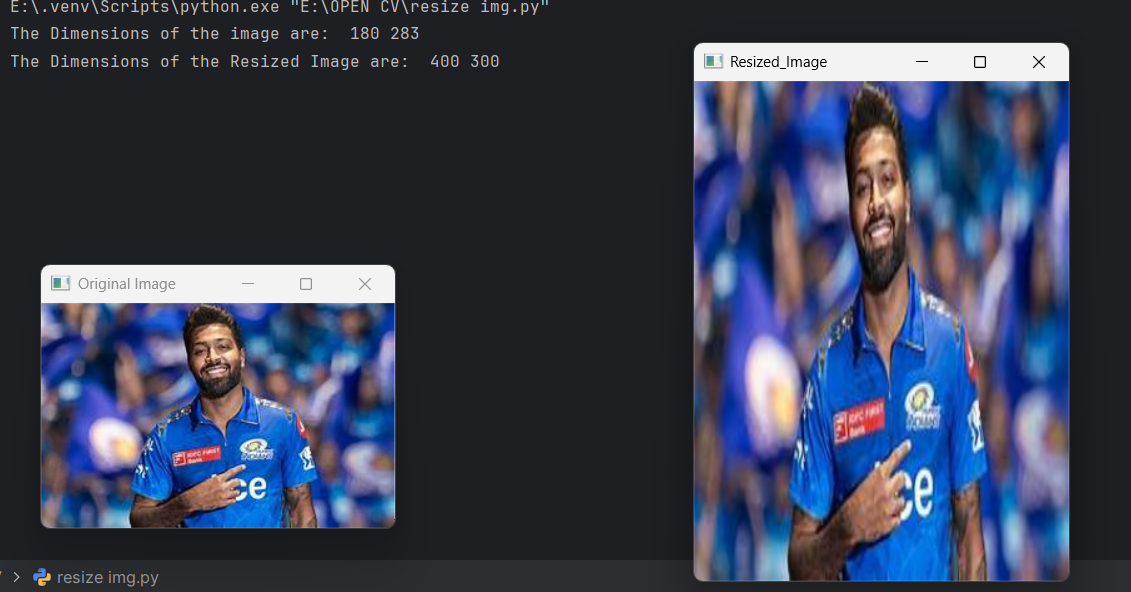 E:\.venv\Scripts\python.exe "E:\OPEN CV\resize img.py"
The Dimensions of the image are:  180 283
The Dimensions of the Resized Image are:  400 300
Resized_Image
Original Image
IDFC FIRST
Bank
INDIANS
ice
IDFC FIRST
Bank
ice
resize img.py